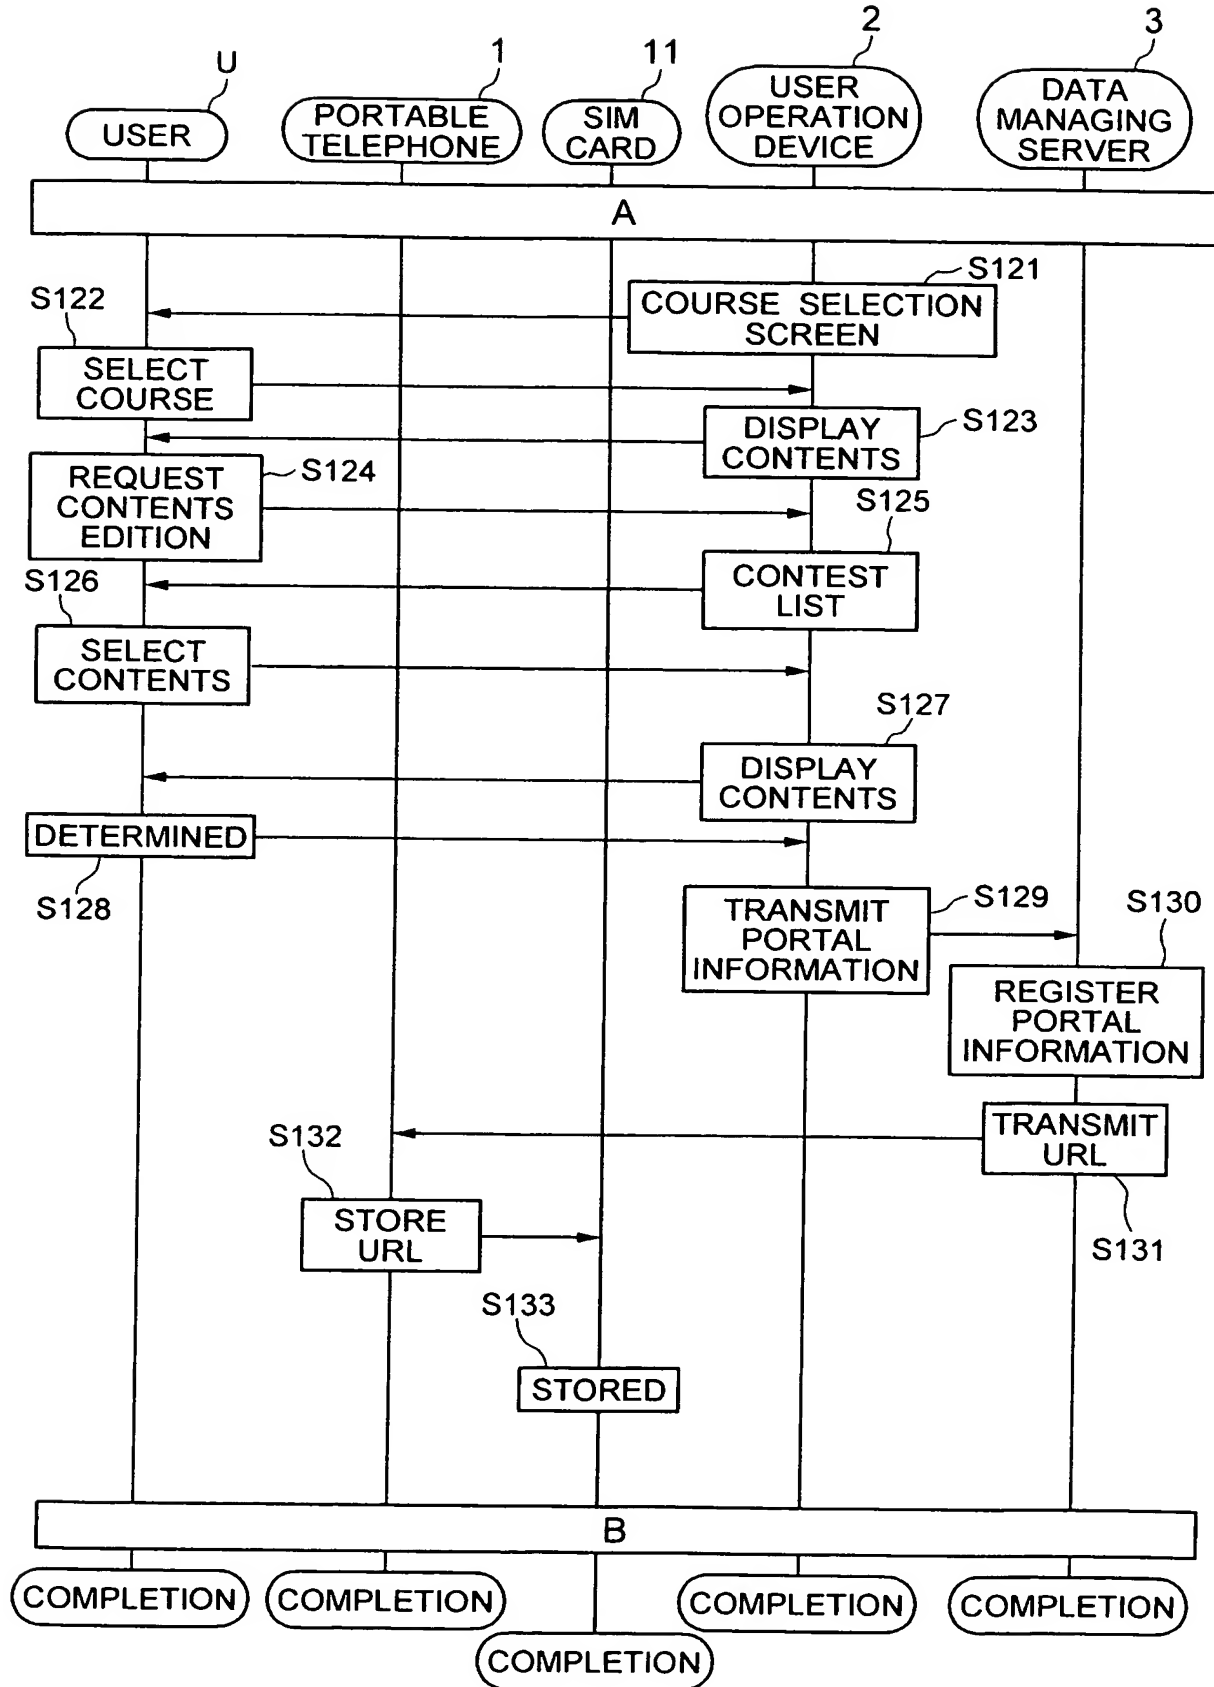 U
1
11
2
3
USER
PORTABLE
TELEPHONE
SIM
CARD
USER
OPERATION
DEVICE
DATA
MANAGING
SERVER
A
S121
COURSE SELECTION
SCREEN
S122
SELECT
COURSE
S123
DISPLAY
CONTENTS
S124
REQUEST
CONTENTS
EDITION
S125
CONTEST
LIST
S126
SELECT
CONTENTS
S127
DISPLAY
CONTENTS
DETERMINED
S128
S129
TRANSMIT
PORTAL
INFORMATION
S130
REGISTER
PORTAL
INFORMATION
TRANSMIT
URL
S131
S132
STORE
URL
S133
STORED
B
COMPLETION
COMPLETION
COMPLETION
COMPLETION
COMPLETION